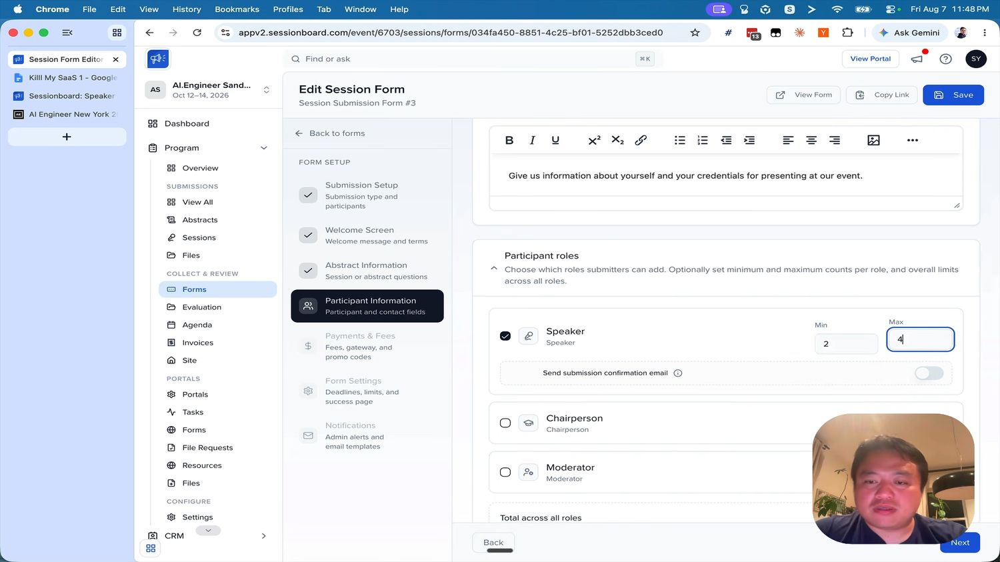 Chrome File Edit View History Bookmarks Profiles Tab Window Help
Fri Aug 7 11:48 PM
appv2.sessionboard.com/event/6703/sessions/forms/034fa450-8851-4c25-bf01-5252dbb3ced0
13
Ask Gemini
Session Form Editor
Killl My SaaS 1 - Google
Sessionboard: Speaker
AI Engineer New York 2
Find or ask
⌘K
View Portal
SY
AS
AI.Engineer Sand...
Oct 12–14, 2026
Dashboard
Program
Overview
SUBMISSIONS
View All
Abstracts
Sessions
Files
COLLECT & REVIEW
Forms
Evaluation
Agenda
Invoices
Site
PORTALS
Portals
Tasks
Forms
File Requests
Resources
Files
CONFIGURE
Settings
CRM
Edit Session Form
Session Submission Form #3
View Form
Copy Link
Save
Back to forms
FORM SETUP
Submission Setup
Submission type and
participants
Welcome Screen
Welcome message and terms
Abstract Information
Session or abstract questions
Participant Information
Participant and contact fields
Payments & Fees
Fees, gateway, and
promo codes
Form Settings
Deadlines, limits, and
success page
Notifications
Admin alerts and
email templates
Give us information about yourself and your credentials for presenting at our event.
Participant roles
Choose which roles submitters can add. Optionally set minimum and maximum counts per role, and overall limits
across all roles.
Speaker
Speaker
Min
2
Max
4
Send submission confirmation email
Chairperson
Chairperson
Moderator
Moderator
Total across all roles
Back
Next